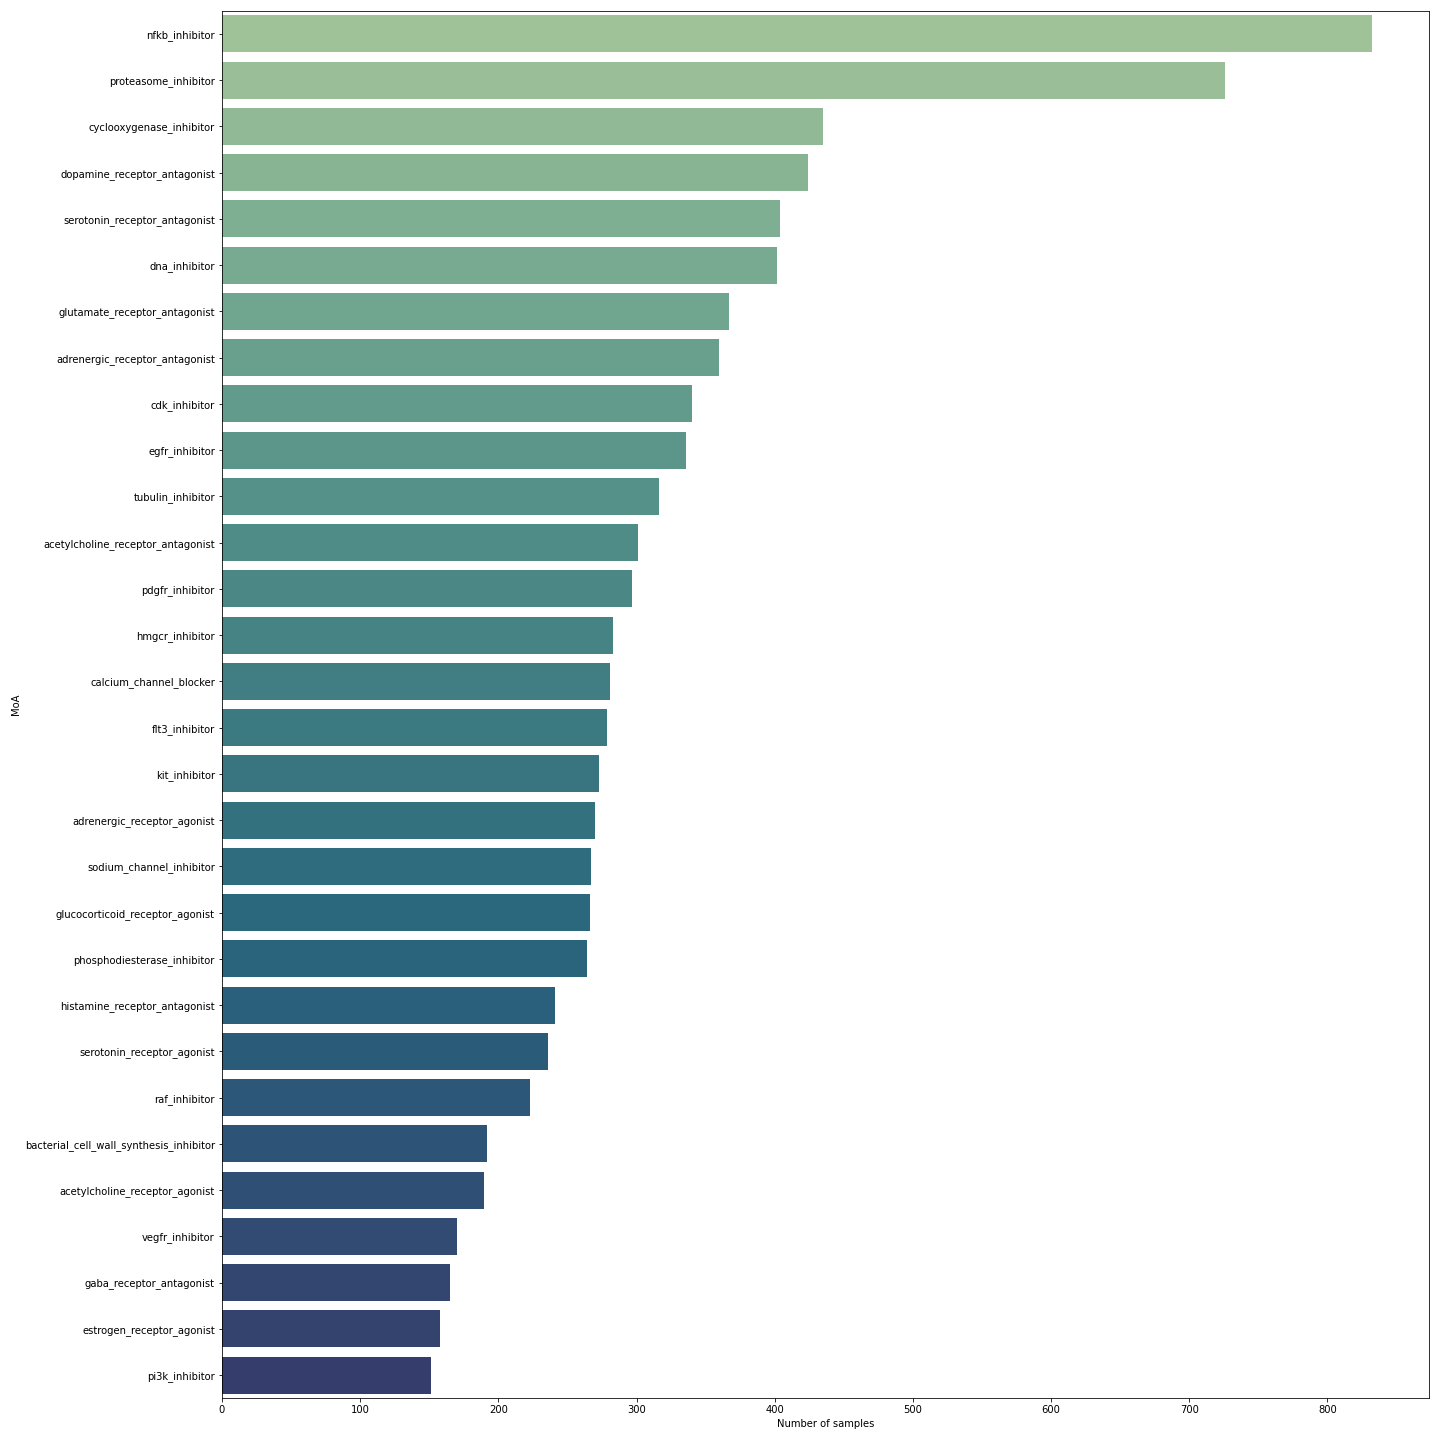 nfkb_inhibitor
proteasome_inhibitor
cyclooxygenase_inhibitor
dopamine_receptor_antagonist
serotonin_receptor_antagonist
dna_inhibitor
glutamate_receptor_antagonist
adrenergic_receptor_antagonist
cdk_inhibitor
egfr_inhibitor
tubulin_inhibitor
acetylcholine_receptor_antagonist
pdgfr_inhibitor
hmgcr_inhibitor
calcium_channel_blocker
MoA
flt3_inhibitor
kit_inhibitor
adrenergic_receptor_agonist
sodium_channel_inhibitor
glucocorticoid_receptor_agonist
phosphodiesterase_inhibitor
histamine_receptor_antagonist
serotonin_receptor_agonist
raf_inhibitor
bacterial_cell_wall_synthesis_inhibitor
acetylcholine_receptor_agonist
vegfr_inhibitor
gaba_receptor_antagonist
estrogen_receptor_agonist
pi3k_inhibitor
0 100 200 300 400 500 600 700 800
Number of samples